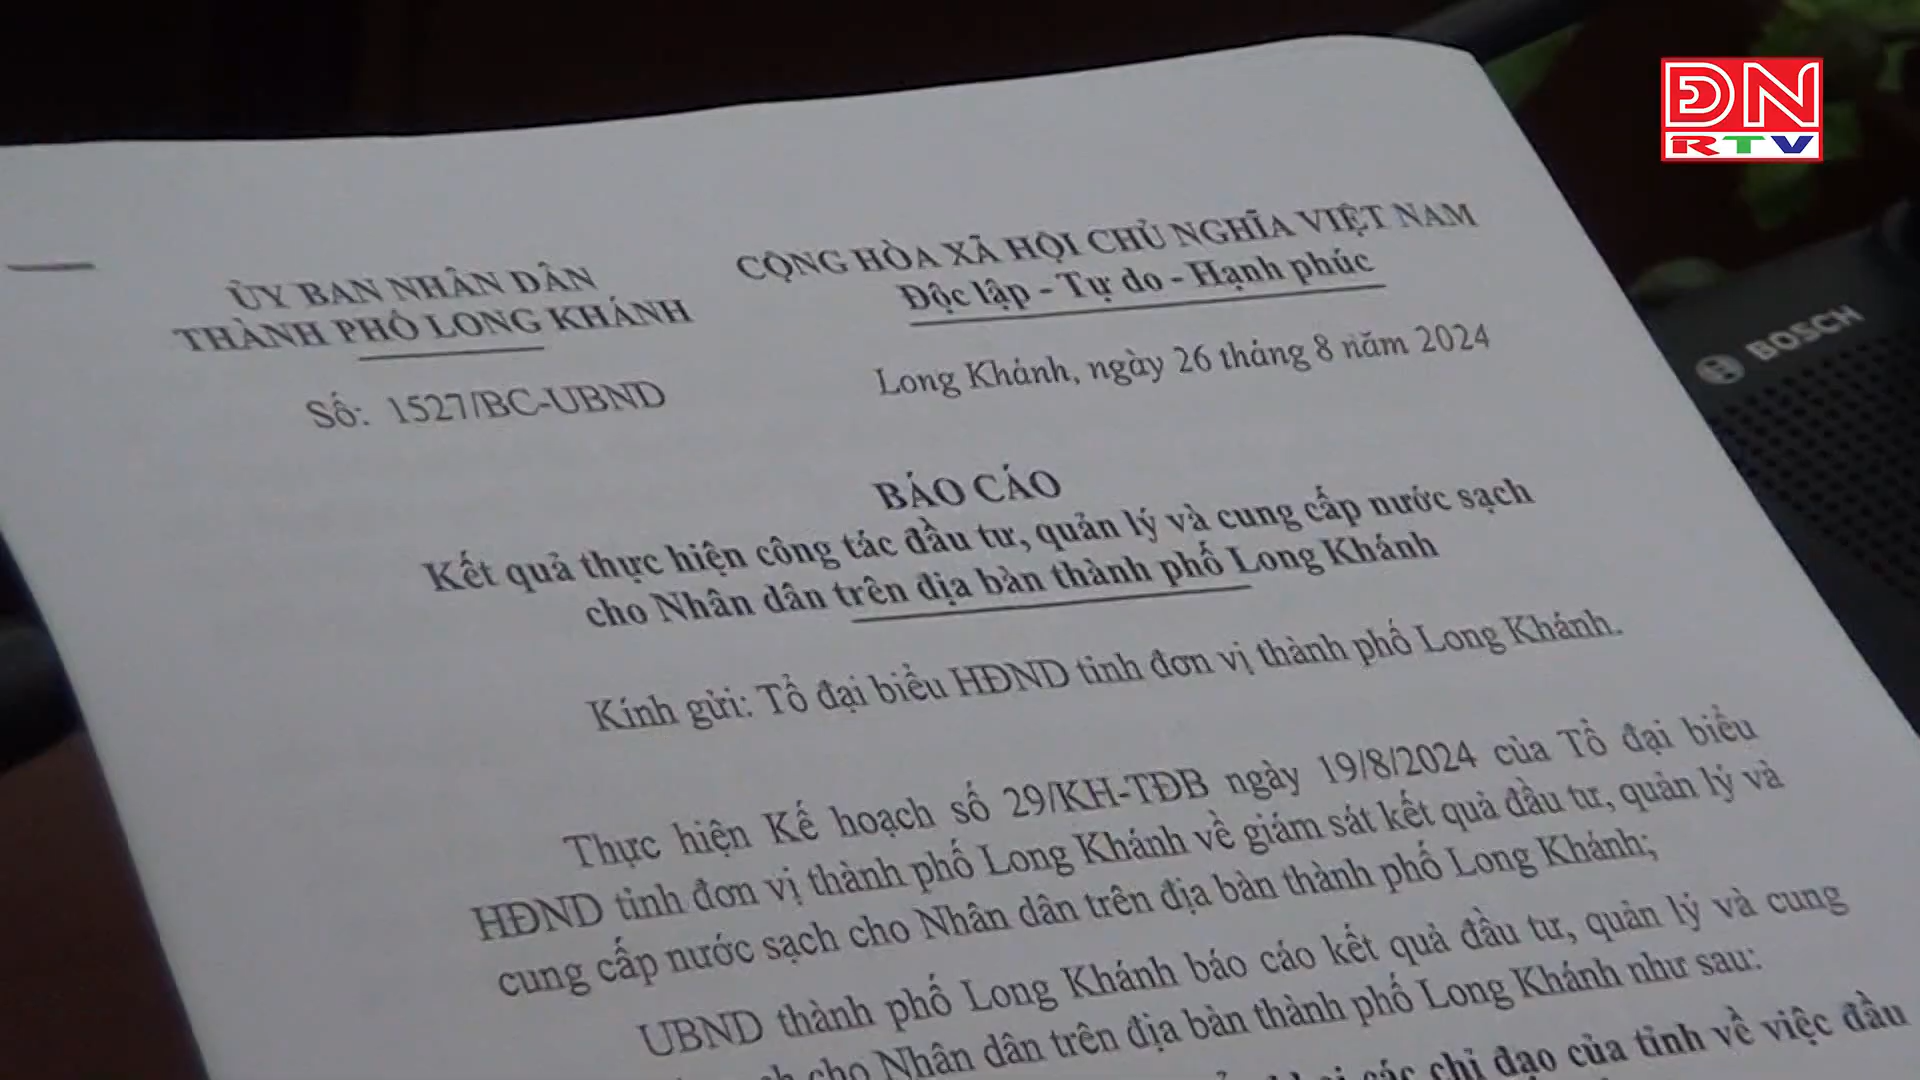 ĐN
RTV
ỦY BAN NHÂN DÂN
THÀNH PHỐ LONG KHÁNH
CỘNG HÒA XÃ HỘI CHỦ NGHĨA VIỆT NAM
Độc lập - Tự do - Hạnh phúc
Số: 1527/BC-UBND
Long Khánh, ngày 26 tháng 8 năm 2024
BOSCH
BÁO CÁO
Kết quả thực hiện công tác đầu tư, quản lý và cung cấp nước sạch
cho Nhân dân trên địa bàn thành phố Long Khánh
Kính gửi: Tổ đại biểu HĐND tỉnh đơn vị thành phố Long Khánh.
Thực hiện Kế hoạch số 29/KH-TĐB ngày 19/8/2024 của Tổ đại biểu
HĐND tỉnh đơn vị thành phố Long Khánh về giám sát kết quả đầu tư, quản lý và
cung cấp nước sạch cho Nhân dân trên địa bàn thành phố Long Khánh;
UBND thành phố Long Khánh báo cáo kết quả đầu tư, quản lý và cung
cho Nhân dân trên địa bàn thành phố Long Khánh như sau:
các chỉ đạo của tỉnh về việc đầu